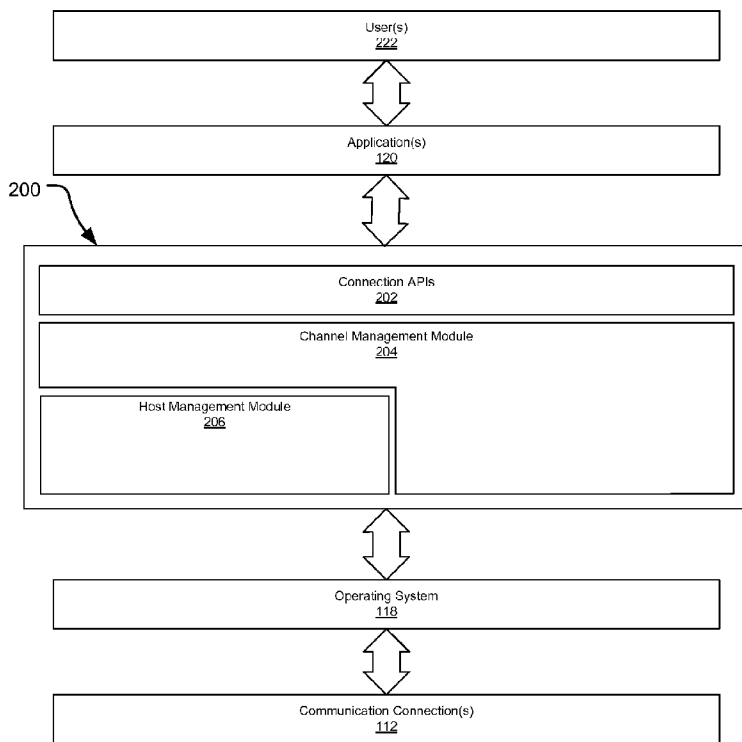 User(s)
222
Application(s)
120
200
Connection APIs
202
Channel Management Module
204
Host Management Module
206
Operating System
118
Communication Connection(s)
112